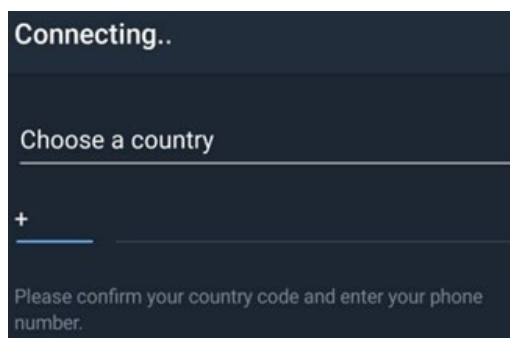 Connecting..
Choose a country
+
Please confirm your country code and enter your phone
number.